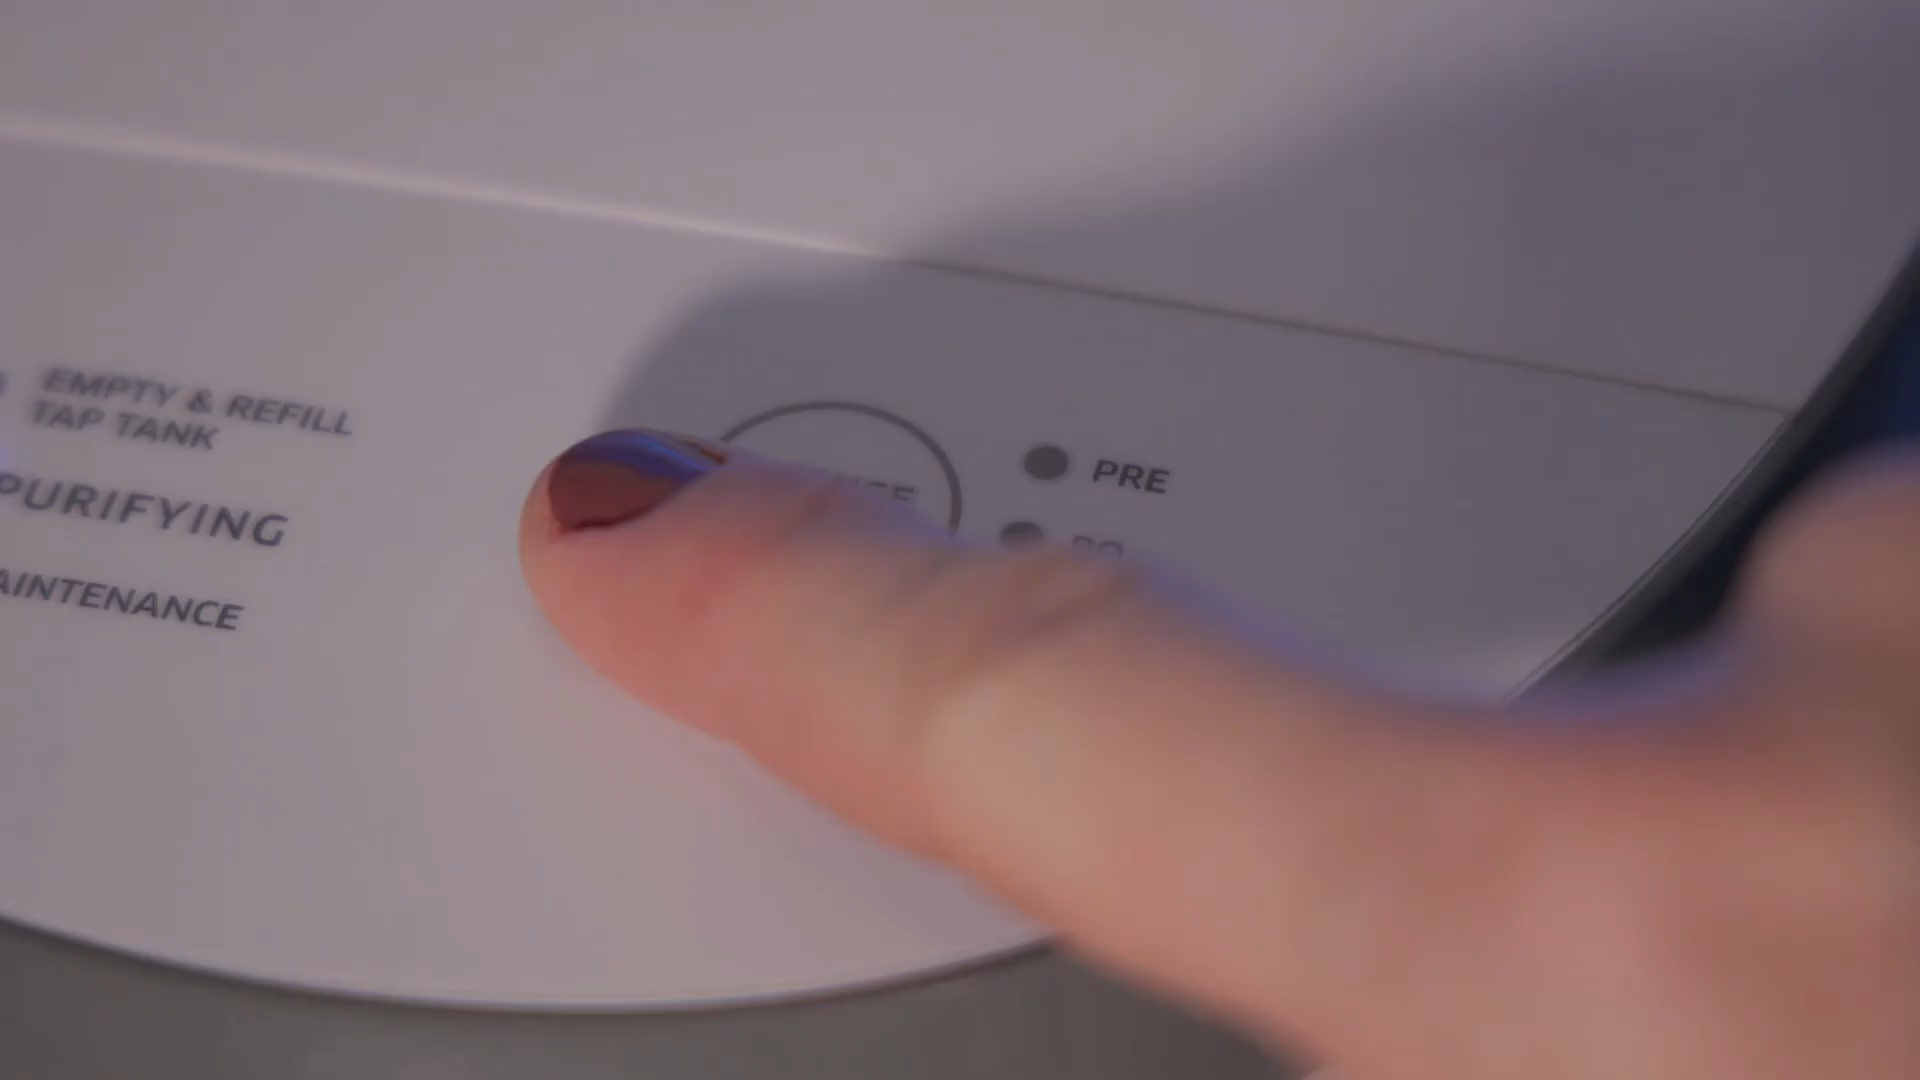 EMPTY & REFILL
TAP TANK
PURIFYING
AINTENANCE
PRE